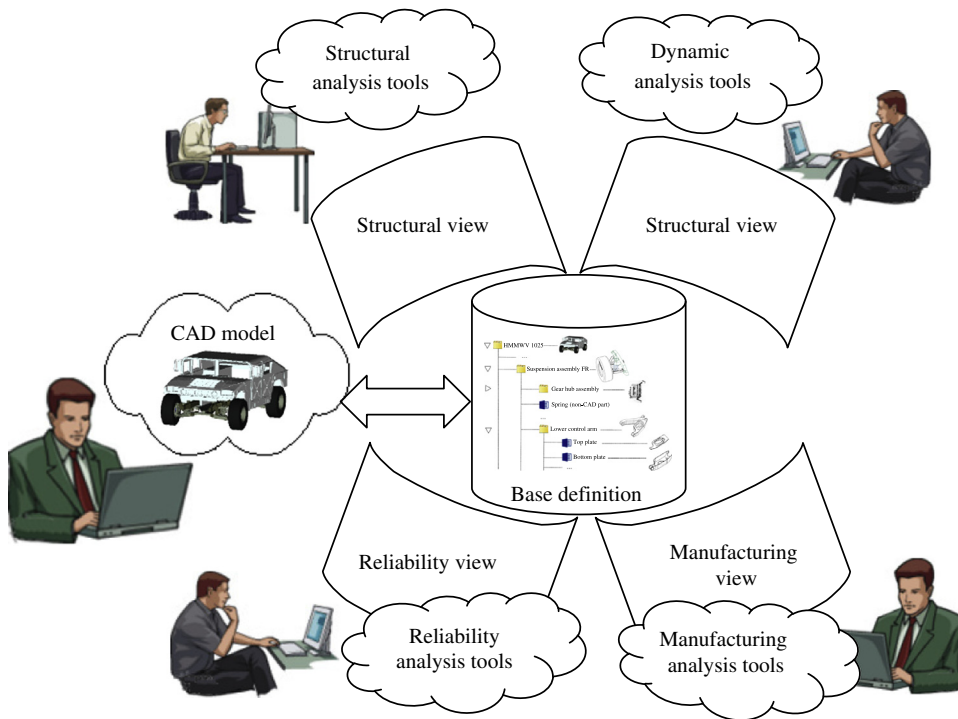 Structural
analysis tools
Dynamic
analysis tools
Structural view
Structural view
CAD model
HMMWV 1025
....
Suspension assembly FR
Gear hub assembly
Spring (non-CAD part)
...
Lower control arm
Top plate
Bottom plate
...
Base definition
Reliability view
Manufacturing
view
Reliability
analysis tools
Manufacturing
analysis tools